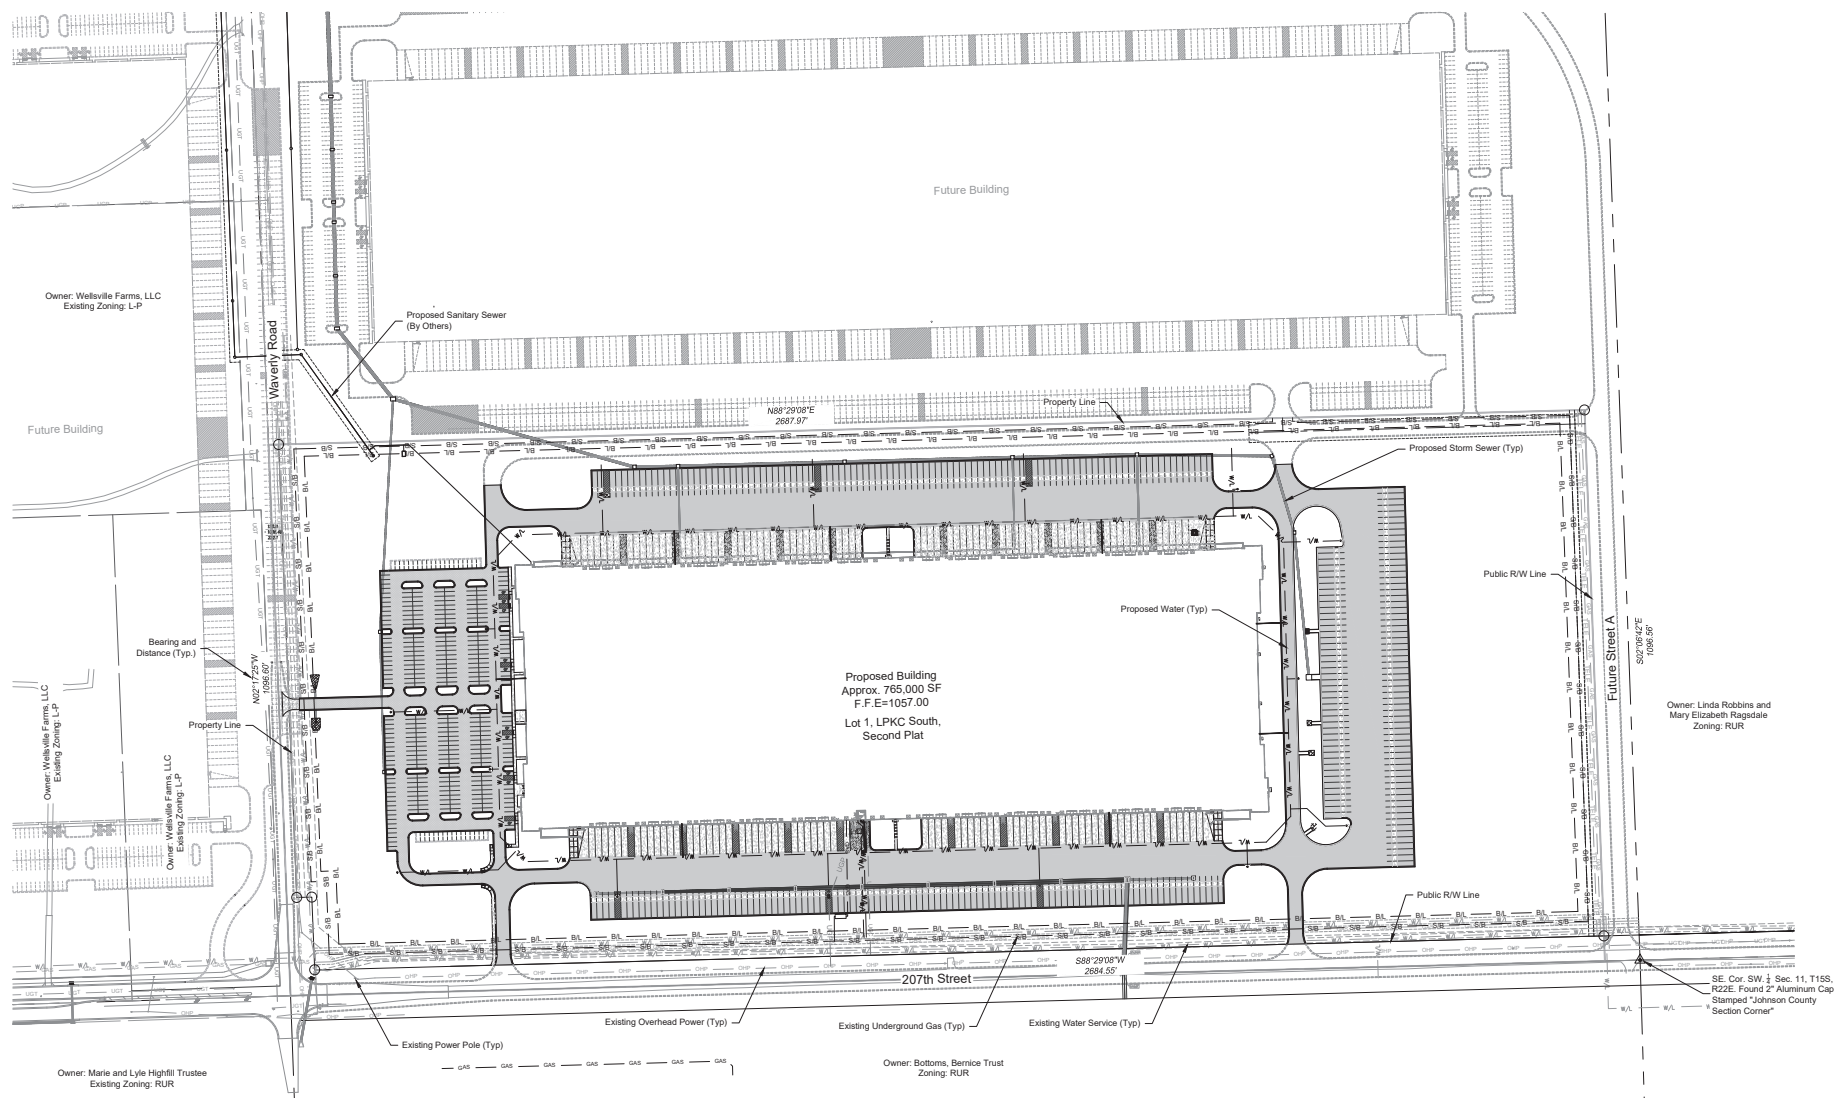 Future Building
Owner: Wellsville Farms, LLC
Existing Zoning: L-P
Proposed Sanitary Sewer
(By Others)
Waverly Road
Future Building
N88°29'08"E
2687.97'
Property Line
Proposed Storm Sewer (Typ)
Public R/W Line
Proposed Water (Typ)
Bearing and
Distance (Typ.)
N02°17'25"W
1096.60'
Property Line
Proposed Building
Approx. 765,000 SF
F.F.E=1057.00
Lot 1, LPKC South,
Second Plat
Future Street A
S02°06'42"E
1096.56'
Owner: Linda Robbins and
Mary Elizabeth Ragsdale
Zoning: RUR
Owner: Wellsville Farms, LLC
Existing Zoning: L-P
Owner: Wellsville Farms, LLC
Existing Zoning: L-P
Public R/W Line
S88°29'08"W
2684.55'
207th Street
SE. Cor. SW. ¼ Sec. 11, T15S,
R22E. Found 2" Aluminum Cap
Stamped "Johnson County
Section Corner"
Existing Overhead Power (Typ)
Existing Underground Gas (Typ)
Existing Water Service (Typ)
Existing Power Pole (Typ)
GAS GAS GAS GAS GAS GAS GAS
Owner: Marie and Lyle Highfill Trustee
Existing Zoning: RUR
Owner: Bottoms, Bernice Trust
Zoning: RUR